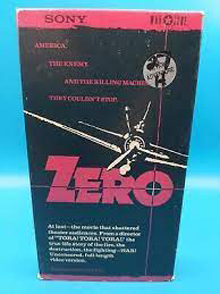 SONY
AMERICA.
THE ENEMY.
AND THE KILLING MACHINE
THEY COULDN'T STOP.
ZERO
At last—the movie that shattered
theater audiences. From a director
of "TORA! TORA! TORA!" the
true life story of the fire, the
destruction, the fighting—WAR!
Uncensored, full-length
video version.